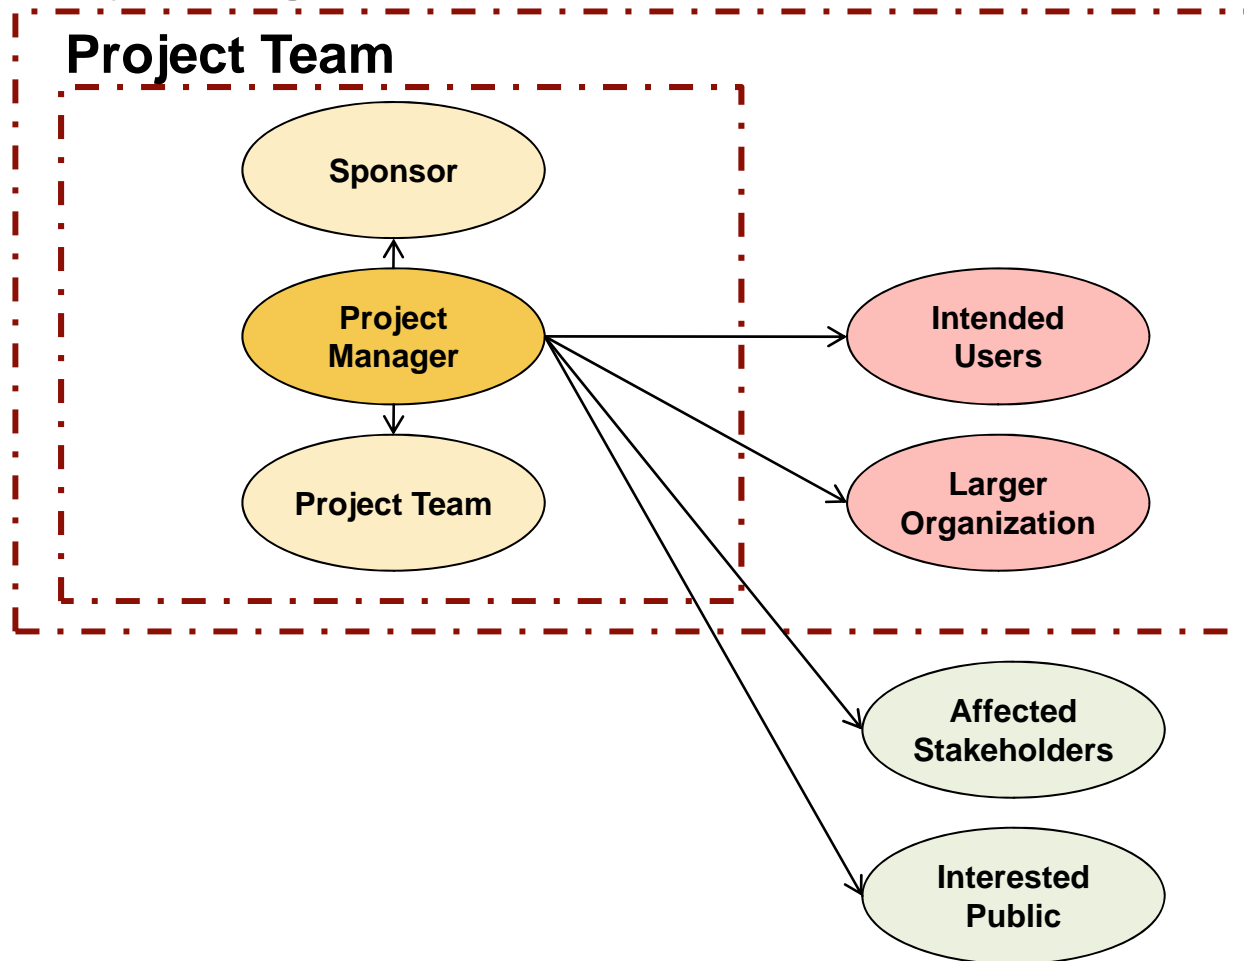 Project Team
Sponsor
Project
Manager
Project Team
Intended
Users
Larger
Organization
Affected
Stakeholders
Interested
Public